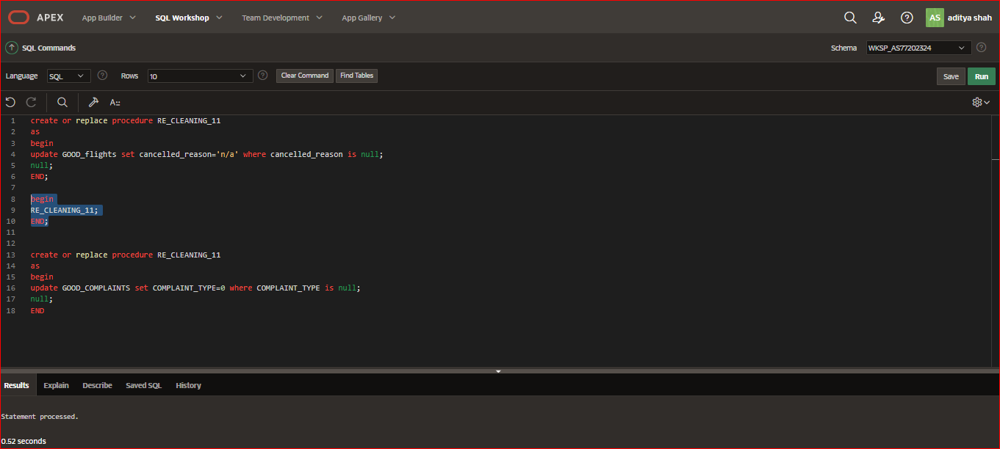 APEX App Builder SQL Workshop Team Development App Gallery AS aditya shah
SQL Commands Schema WKSP_AS77202324
Language SQL Rows 10 Clear Command Find Tables Save Run
A::
1 create or replace procedure RE_CLEANING_11
2 as
3 begin
4 update GOOD_flights set cancelled_reason='n/a' where cancelled_reason is null;
5 null;
6 END;
7
8 begin
9 RE_CLEANING_11;
10 END;
11
12
13 create or replace procedure RE_CLEANING_11
14 as
15 begin
16 update GOOD_COMPLAINTS set COMPLAINT_TYPE=0 where COMPLAINT_TYPE is null;
17 null;
18 END
Results Explain Describe Saved SQL History
Statement processed.
0.52 seconds